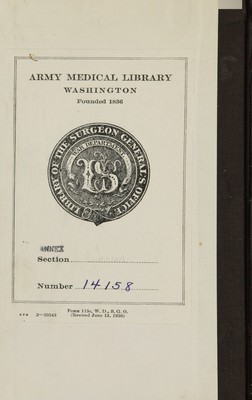 ARMY MEDICAL LIBRARY
WASHINGTON
Founded 1836
LIBRARY OF THE SURGEON GENERAL'S OFFICE
WAR DEPARTMENT
ANNEX
Section
Number 14158
Form 113c, W. D., S. G. O.
(Revised June 13, 1936)